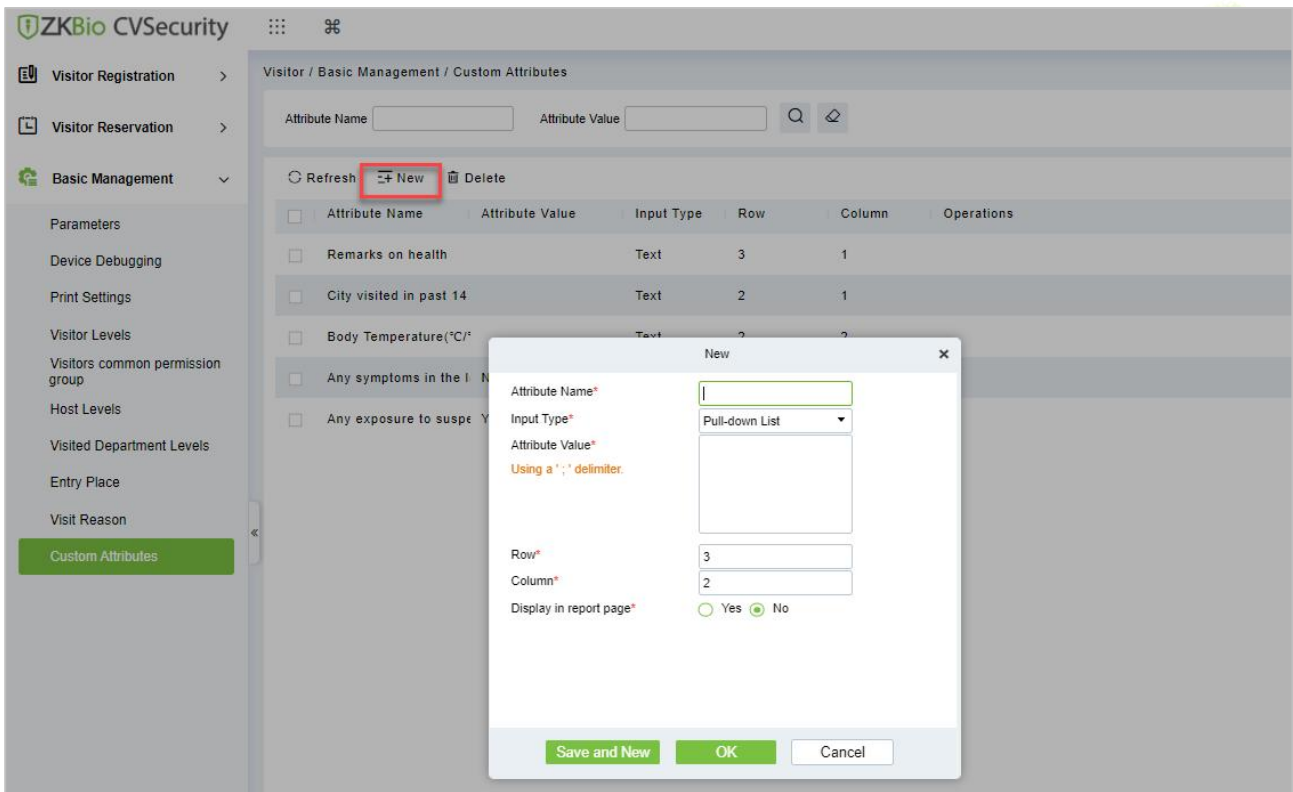 ZKBio CVSecurity
Visitor Registration
Visitor Reservation
Basic Management
Parameters
Device Debugging
Print Settings
Visitor Levels
Visitors common permission
group
Host Levels
Visited Department Levels
Entry Place
Visit Reason
Custom Attributes
Visitor / Basic Management / Custom Attributes
Attribute Name Attribute Value
Refresh New Delete
Attribute Name Attribute Value Input Type Row Column Operations
Remarks on health Text 3 1
City visited in past 14 Text 2 1
Body Temperature(°C/° Text 2 2
Any symptoms in the l N
Any exposure to suspe Y
New
Attribute Name*
Input Type* Pull-down List
Attribute Value*
Using a ' ; ' delimiter.
Row* 3
Column* 2
Display in report page* Yes No
Save and New OK Cancel